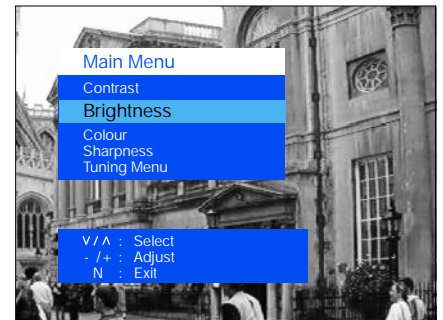 Main Menu
Contrast
Brightness
Colour
Sharpness
Tuning Menu
V/Λ : Select
- /+ : Adjust
N : Exit